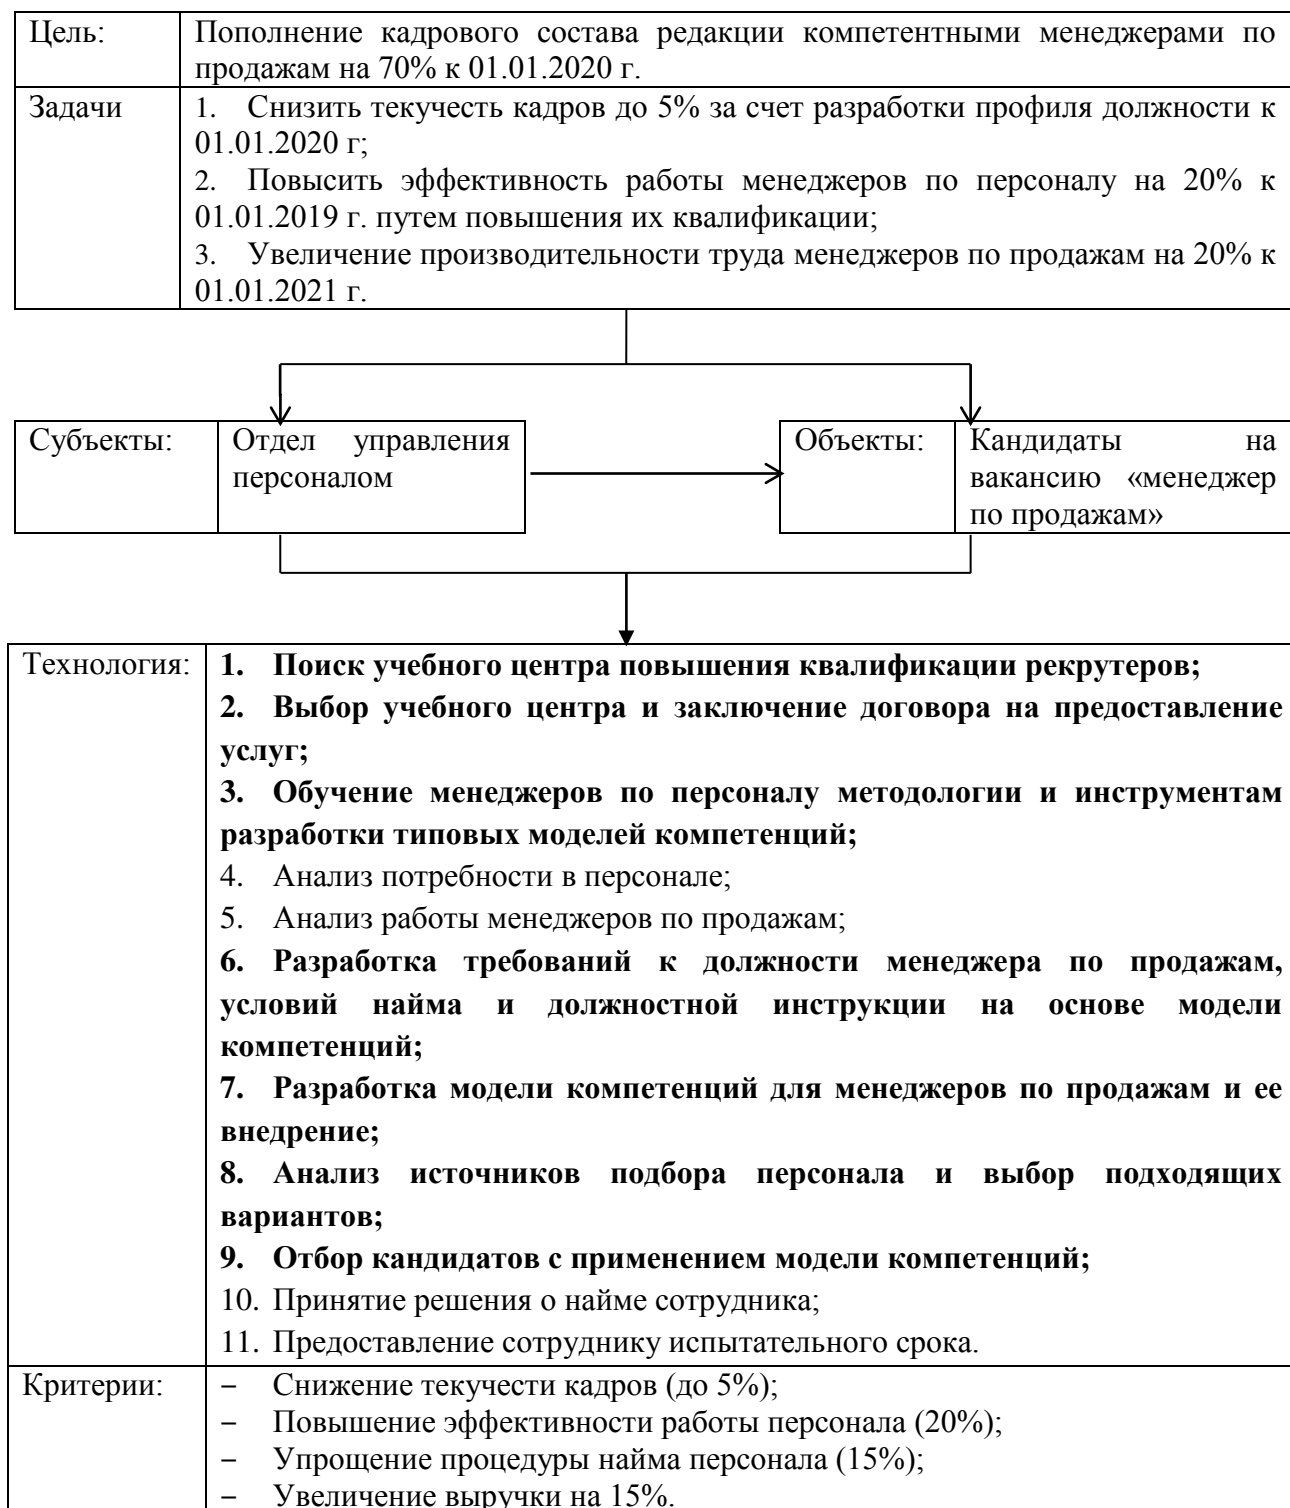 Цель:
Пополнение кадрового состава редакции компетентными менеджерами по
продажам на 70% к 01.01.2020 г.
Задачи
1. Снизить текучесть кадров до 5% за счет разработки профиля должности к
01.01.2020 г;
2. Повысить эффективность работы менеджеров по персоналу на 20% к
01.01.2019 г. путем повышения их квалификации;
3. Увеличение производительности труда менеджеров по продажам на 20% к
01.01.2021 г.
Субъекты:
Отдел управления
персоналом
Объекты:
Кандидаты на
вакансию «менеджер
по продажам»
Технология:
1. Поиск учебного центра повышения квалификации рекрутеров;
2. Выбор учебного центра и заключение договора на предоставление
услуг;
3. Обучение менеджеров по персоналу методологии и инструментам
разработки типовых моделей компетенций;
4. Анализ потребности в персонале;
5. Анализ работы менеджеров по продажам;
6. Разработка требований к должности менеджера по продажам,
условий найма и должностной инструкции на основе модели
компетенций;
7. Разработка модели компетенций для менеджеров по продажам и ее
внедрение;
8. Анализ источников подбора персонала и выбор подходящих
вариантов;
9. Отбор кандидатов с применением модели компетенций;
10. Принятие решения о найме сотрудника;
11. Предоставление сотруднику испытательного срока.
Критерии:
− Снижение текучести кадров (до 5%);
− Повышение эффективности работы персонала (20%);
− Упрощение процедуры найма персонала (15%);
− Увеличение выручки на 15%.